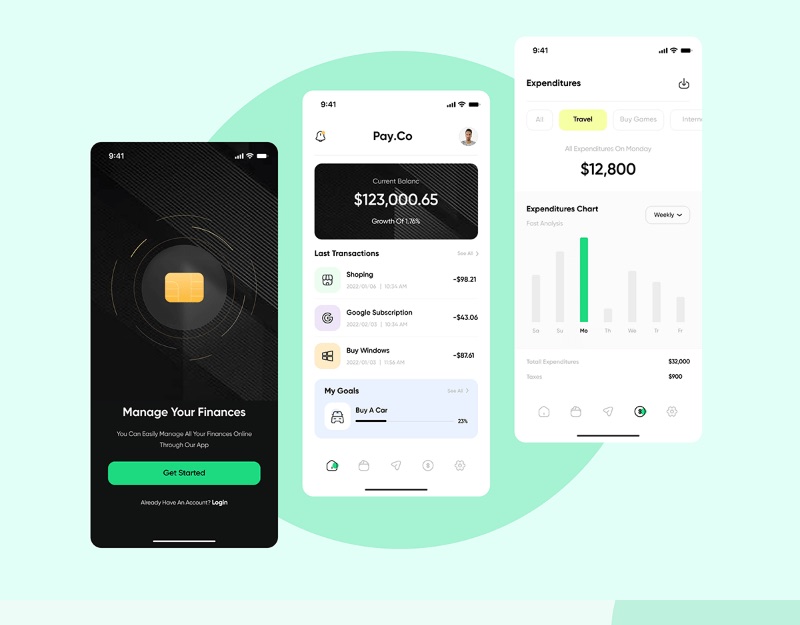 9:41
Manage Your Finances
You Can Easily Manage All Your Finances Online
Through Our App
Get Started
Already Have An Account? Login
9:41
Pay.Co
Current Balanc
$123,000.65
Growth Of 1.76%
Last Transactions
See All
Shoping
2022/01/06 | 10:34 AM
-$98.21
Google Subscription
2022/02/03 | 10:34 AM
-$43.06
Buy Windows
2022/01/03 | 11:56 AM
-$87.61
My Goals
See All
Buy A Car
23%
9:41
Expenditures
All
Travel
Buy Games
Intern
All Expenditures On Monday
$12,800
Expenditures Chart
Fast Analysis
Weekly
Sa Su Mo Th We Tr Fr
Totall Expenditures $32,000
Taxes $900